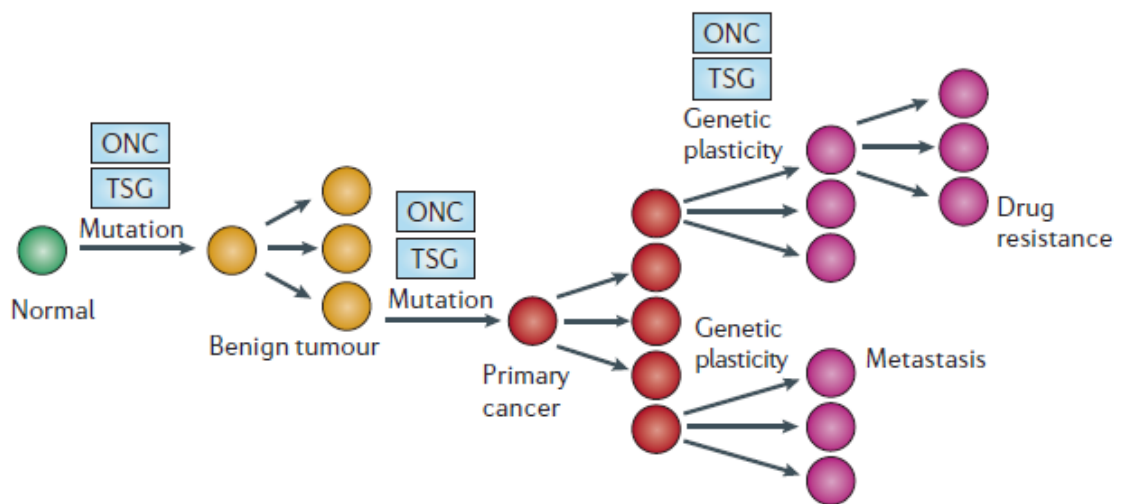 ONC
TSG
Mutation
Normal
Benign tumour
ONC
TSG
Mutation
Primary
cancer
ONC
TSG
Genetic
plasticity
Drug
resistance
Genetic
plasticity
Metastasis